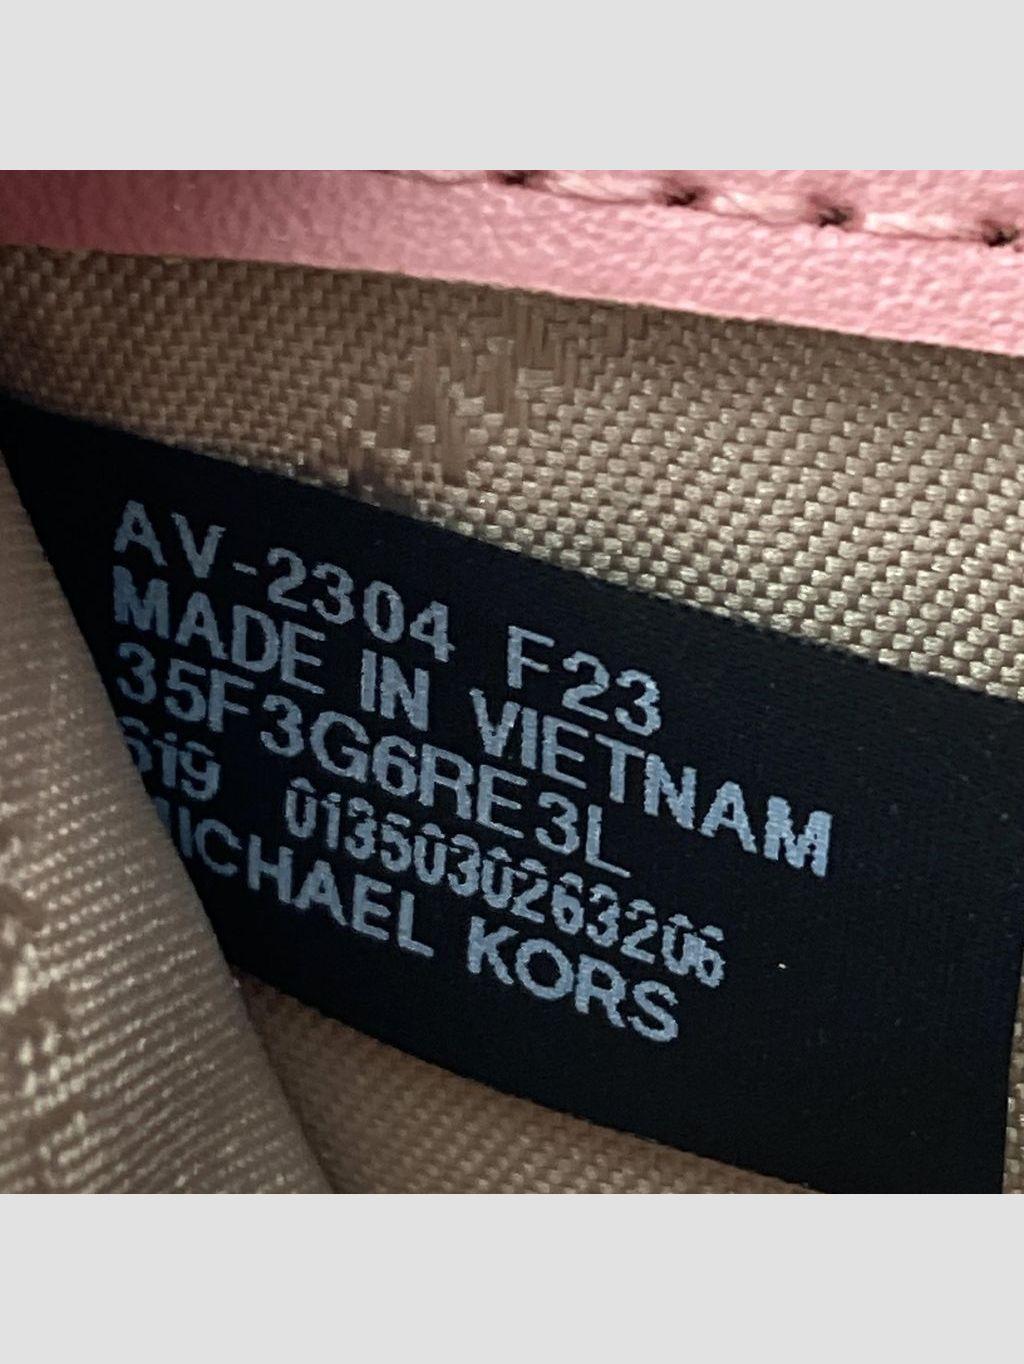 AV-2304 F23
MADE IN VIETNAM
35F3G6RE3L
619 0135030263206
MICHAEL KORS